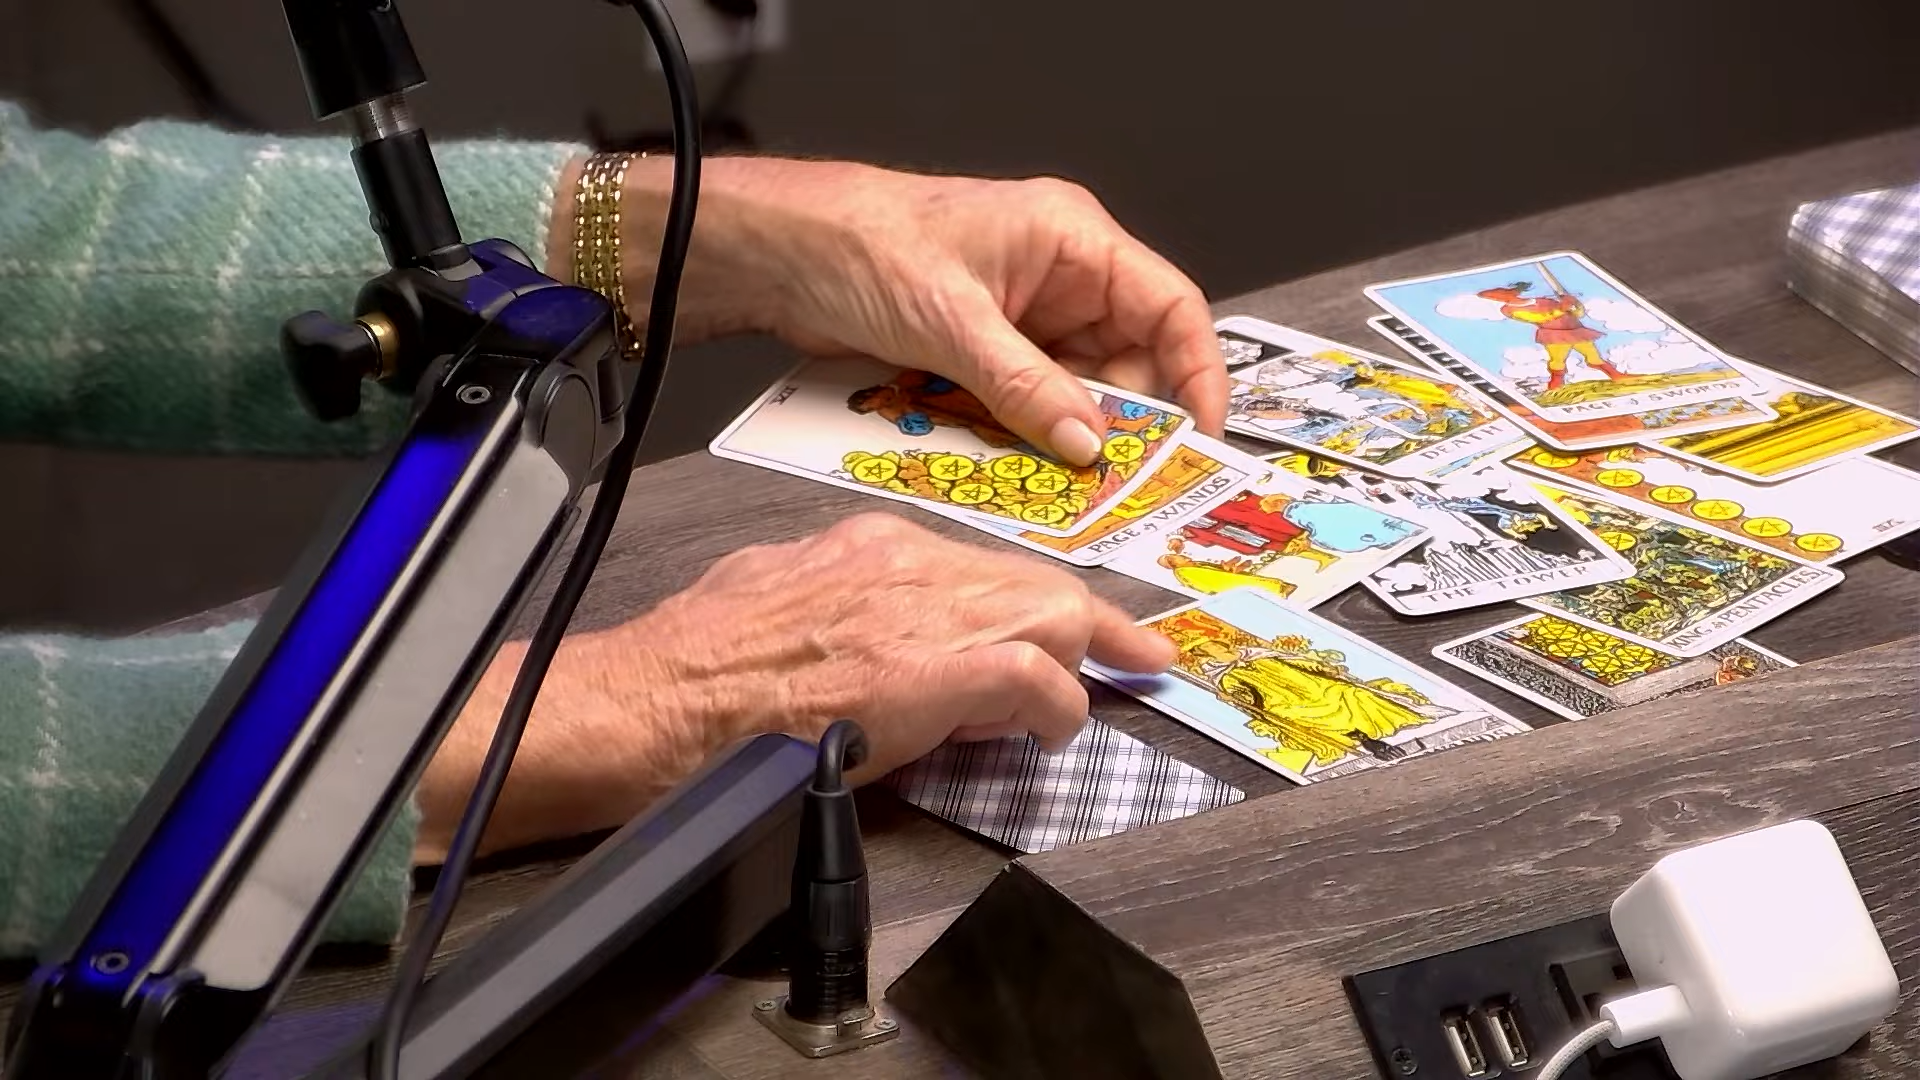 PAGE of SWORDS
DEATH
PAGE of WANDS
THE TOWER
KING of PENTACLES